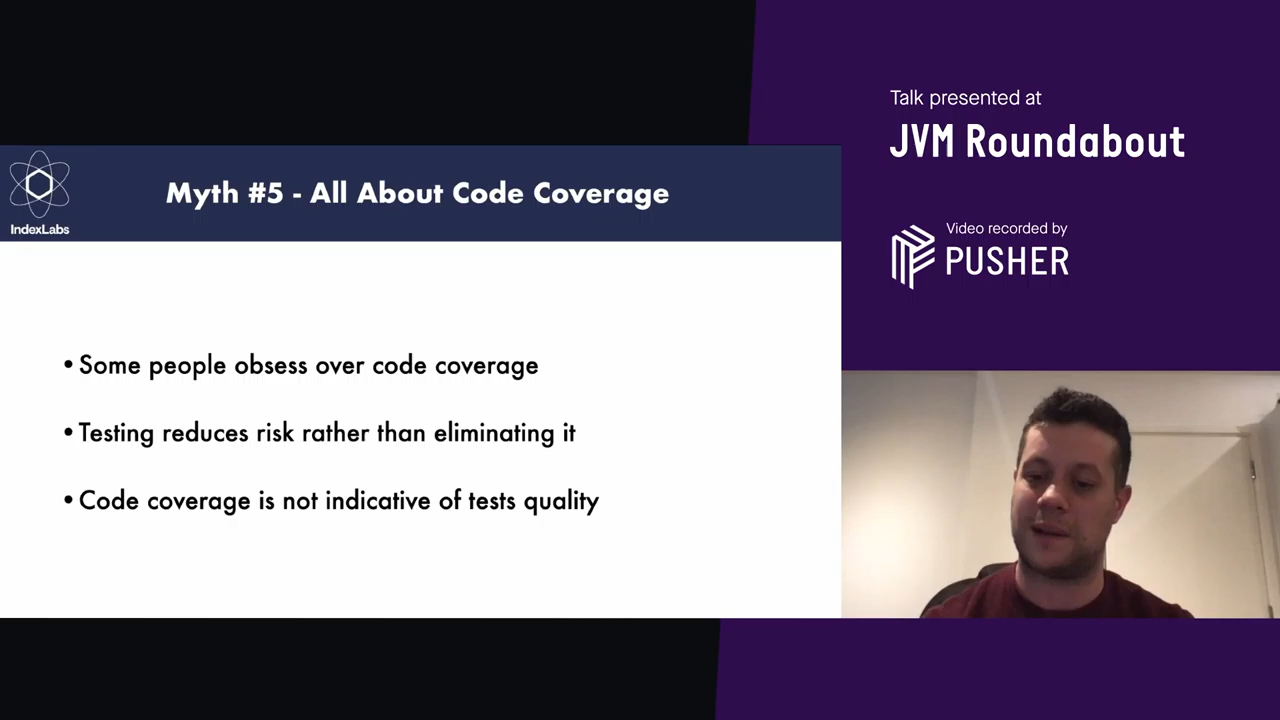 Talk presented at
JVM Roundabout
Video recorded by
PUSHER
IndexLabs
Myth #5 - All About Code Coverage
•Some people obsess over code coverage
•Testing reduces risk rather than eliminating it
•Code coverage is not indicative of tests quality